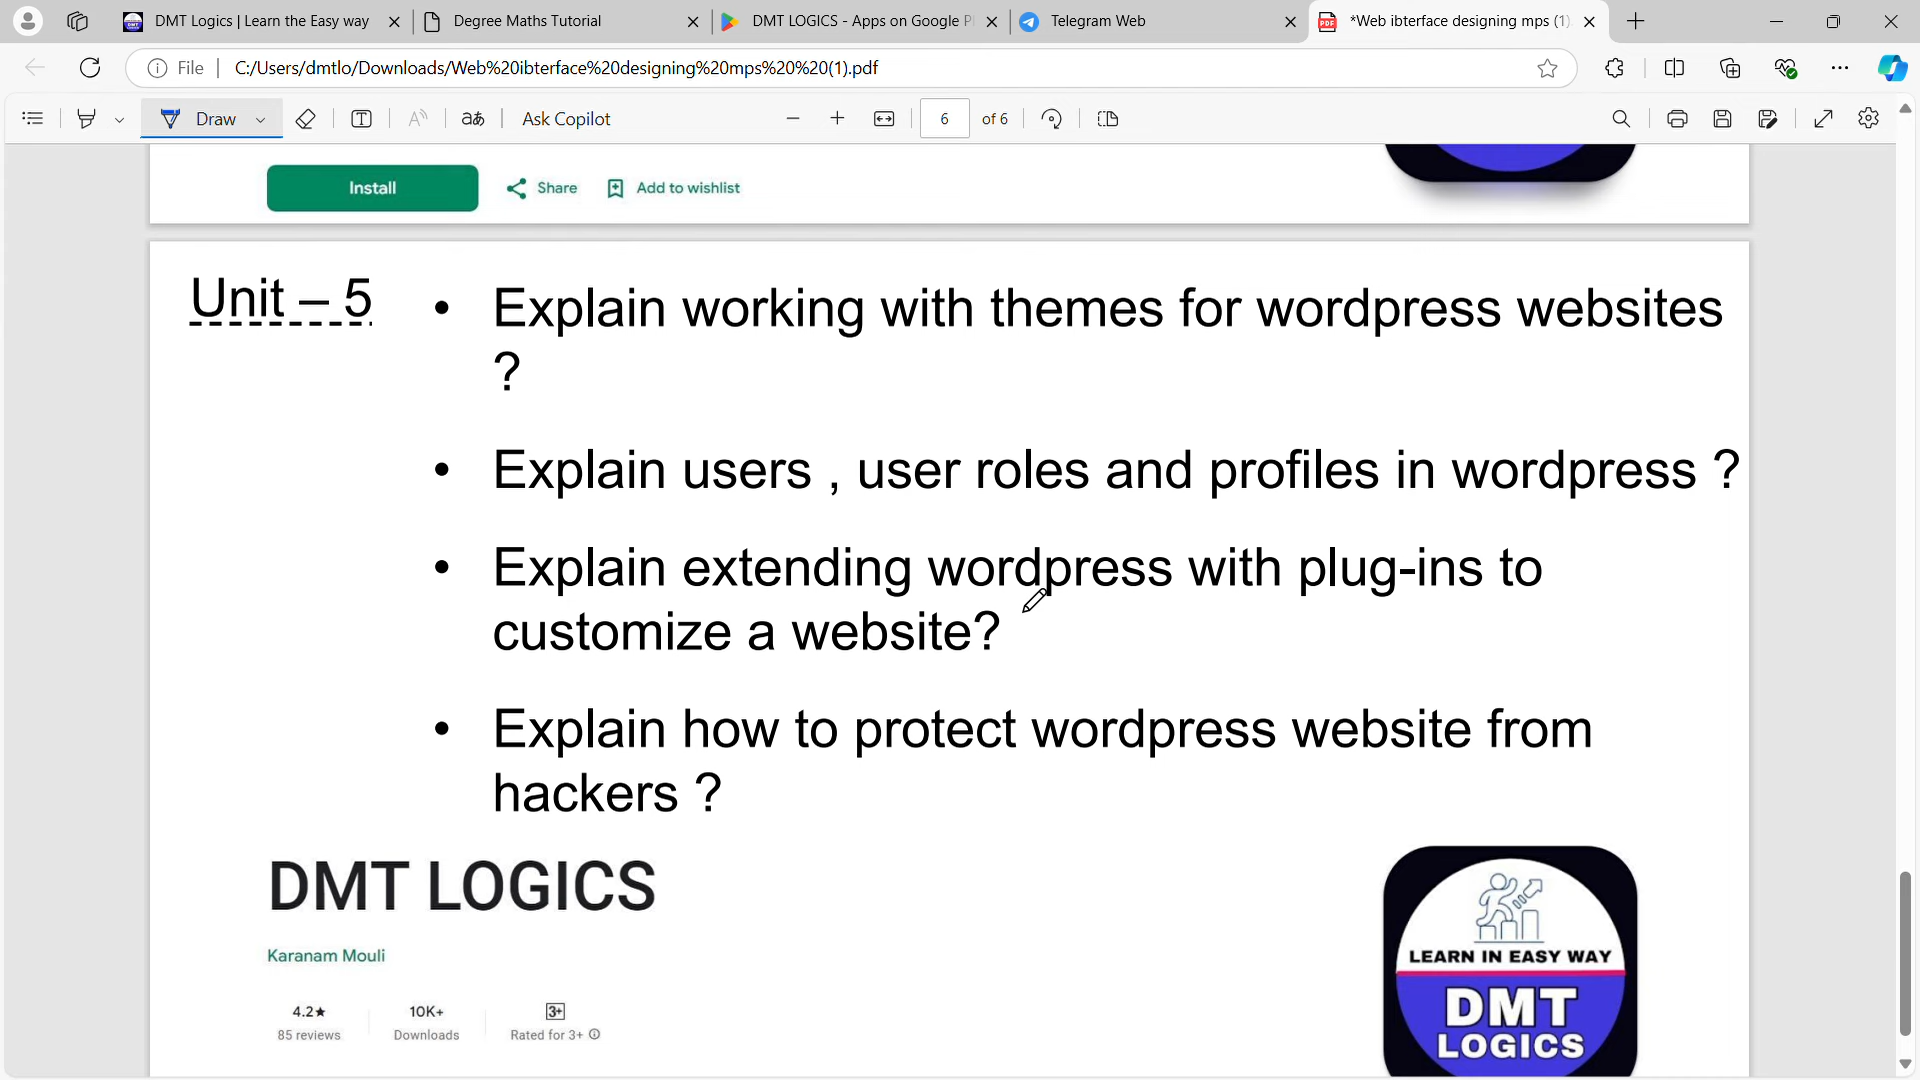 DMT Logics | Learn the Easy way
Degree Maths Tutorial
DMT LOGICS - Apps on Google Pl
Telegram Web
*Web ibterface designing mps (1)
File
C:/Users/dmtlo/Downloads/Web%20ibterface%20designing%20mps%20%20(1).pdf
Draw
Ask Copilot
6 of 6
Install
Share
Add to wishlist
Unit – 5
• Explain working with themes for wordpress websites
?
• Explain users , user roles and profiles in wordpress ?
• Explain extending wordpress with plug-ins to
customize a website?
• Explain how to protect wordpress website from
hackers ?
DMT LOGICS
Karanam Mouli
4.2★
85 reviews
10K+
Downloads
3+
Rated for 3+
LEARN IN EASY WAY
DMT
LOGICS